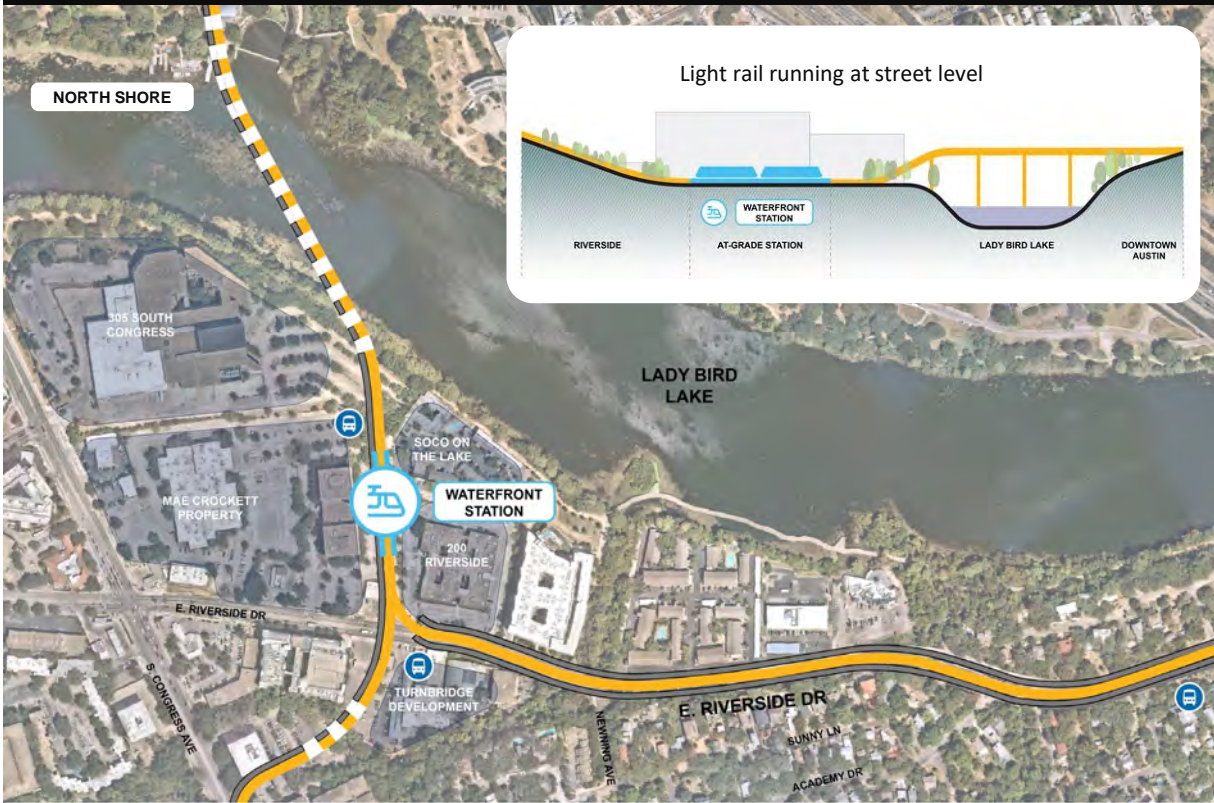 NORTH SHORE
Light rail running at street level
WATERFRONT
STATION
RIVERSIDE
AT-GRADE STATION
LADY BIRD LAKE
DOWNTOWN
AUSTIN
305 SOUTH
CONGRESS
LADY BIRD
LAKE
SOCO ON
THE LAKE
MAE CROCKETT
PROPERTY
WATERFRONT
STATION
200
RIVERSIDE
E. RIVERSIDE DR
S. CONGRESS AVE
TURNBRIDGE
DEVELOPMENT
E. RIVERSIDE DR
NEWNING AVE
SUNNY LN
ACADEMY DR